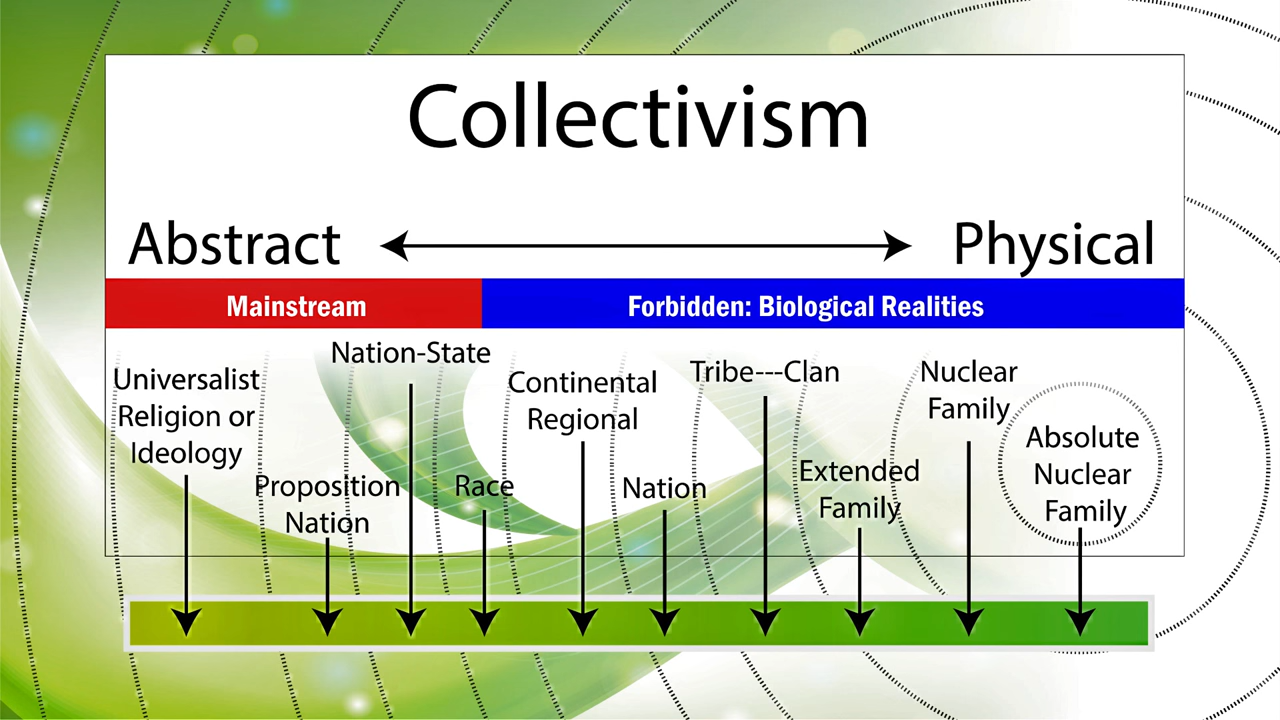 Collectivism
Abstract
Physical
Mainstream
Forbidden: Biological Realities
Universalist
Religion or
Ideology
Proposition
Nation
Nation-State
Race
Continental
Regional
Nation
Tribe---Clan
Extended
Family
Nuclear
Family
Absolute
Nuclear
Family